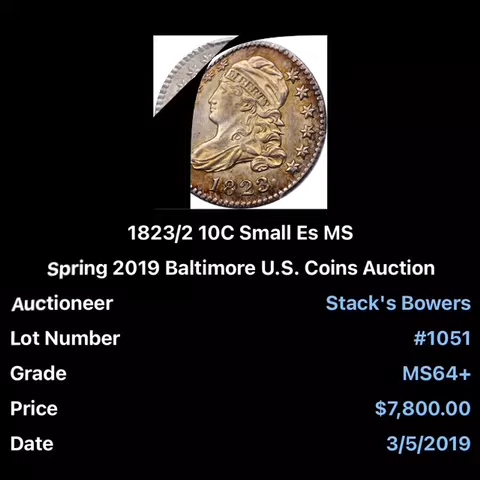 LIBERTY
1823
1823/2 10C Small Es MS
Spring 2019 Baltimore U.S. Coins Auction
Auctioneer Stack's Bowers
Lot Number #1051
Grade MS64+
Price $7,800.00
Date 3/5/2019